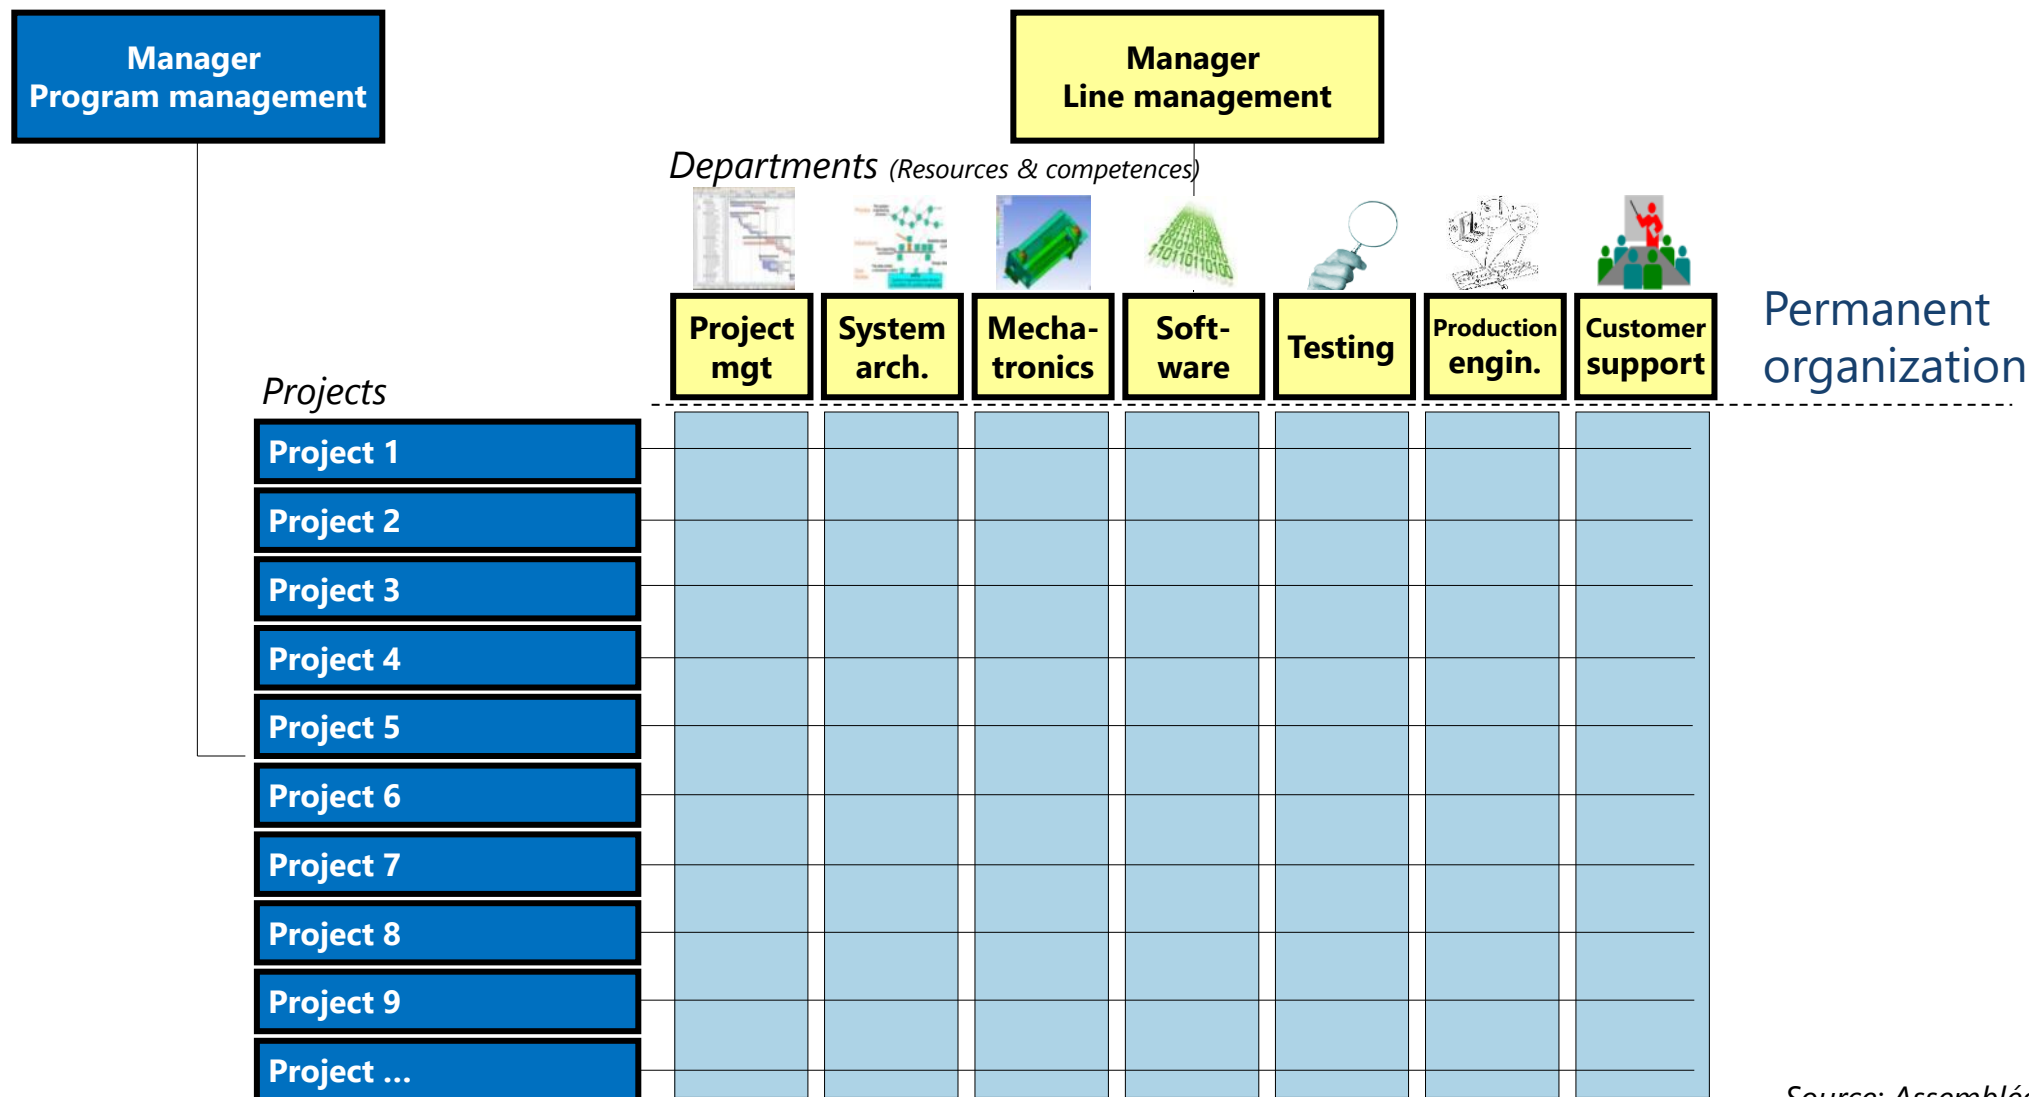 Manager
Program management
Manager
Line management
Departments (Resources & competences)
Project
mgt
System
arch.
Mecha-
tronics
Soft-
ware
Testing
Production
engin.
Customer
support
Permanent
organization
Projects
Project 1
Project 2
Project 3
Project 4
Project 5
Project 6
Project 7
Project 8
Project 9
Project ...
Source: Assemblé